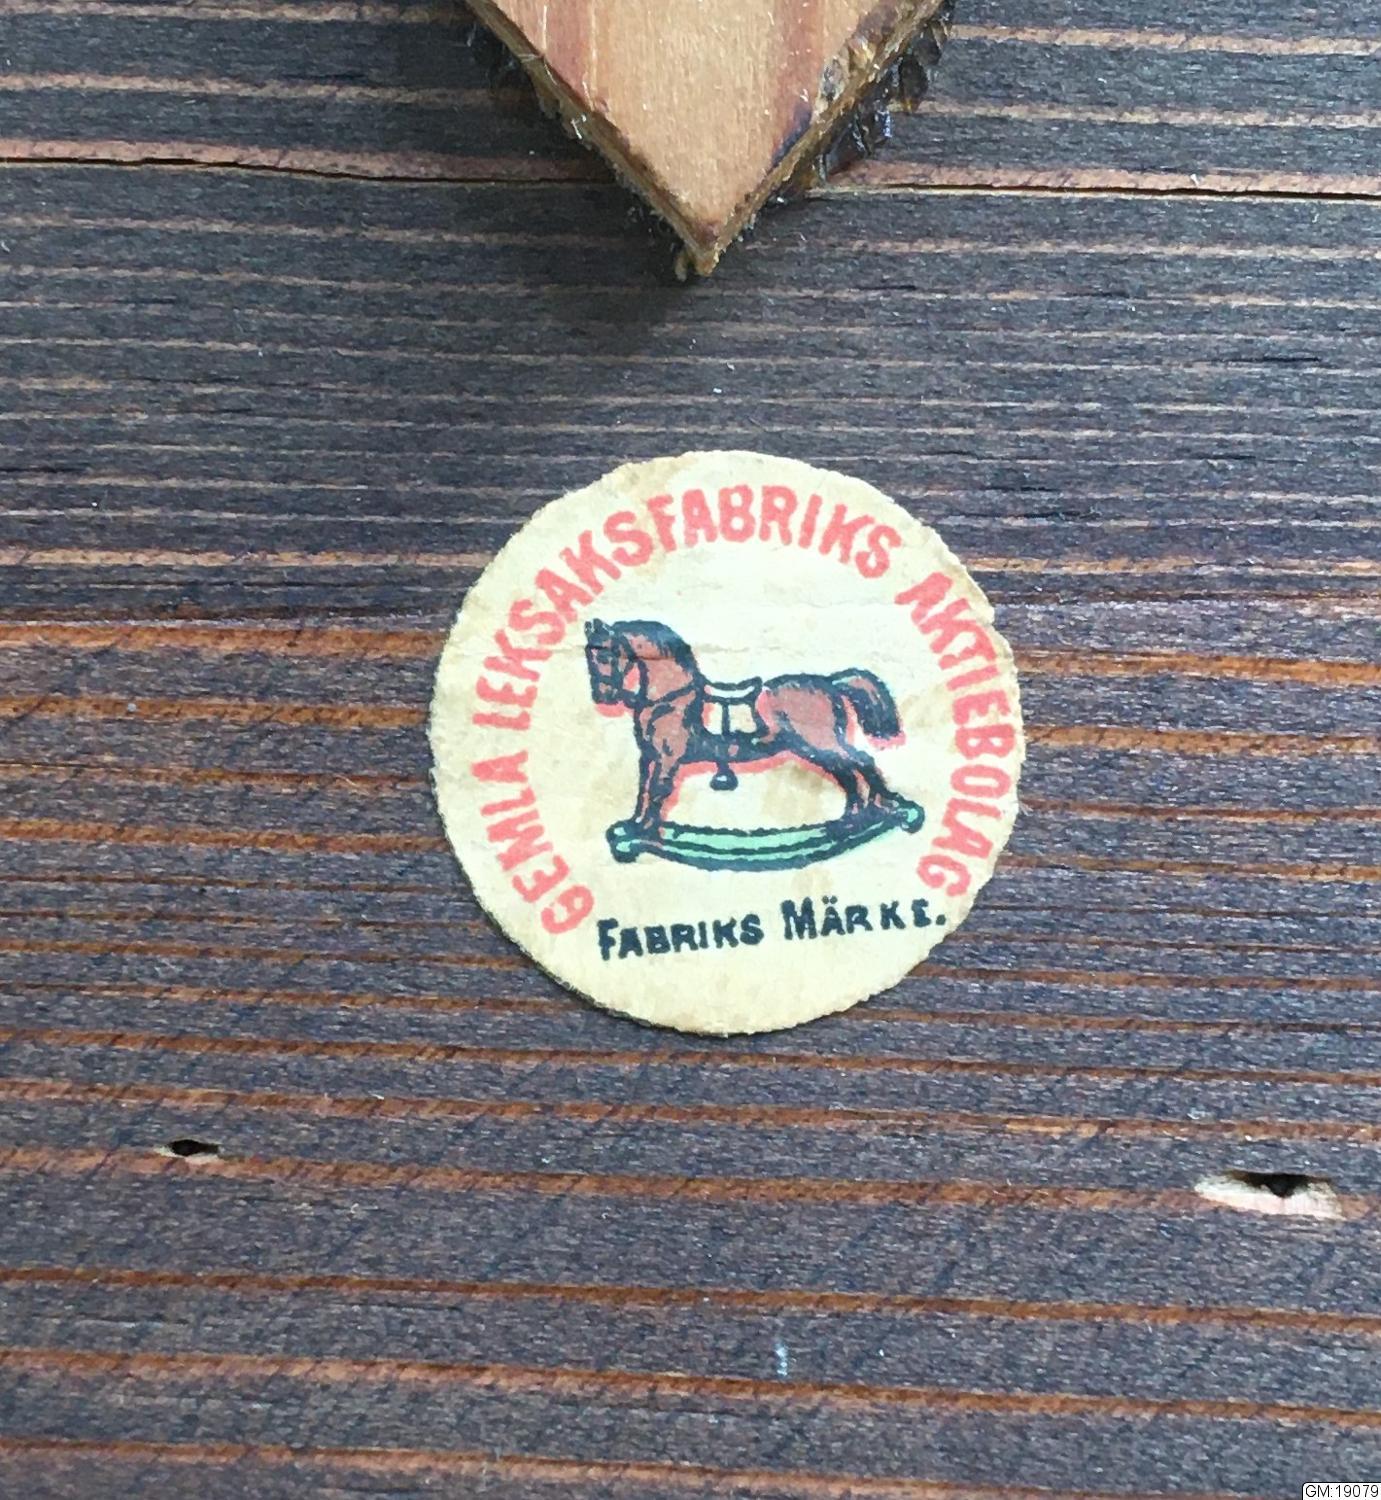 GEMLA LEKSAKSFABRIKS AKTIEBOLAG
FABRIKS MÄRKE.
GM:19079